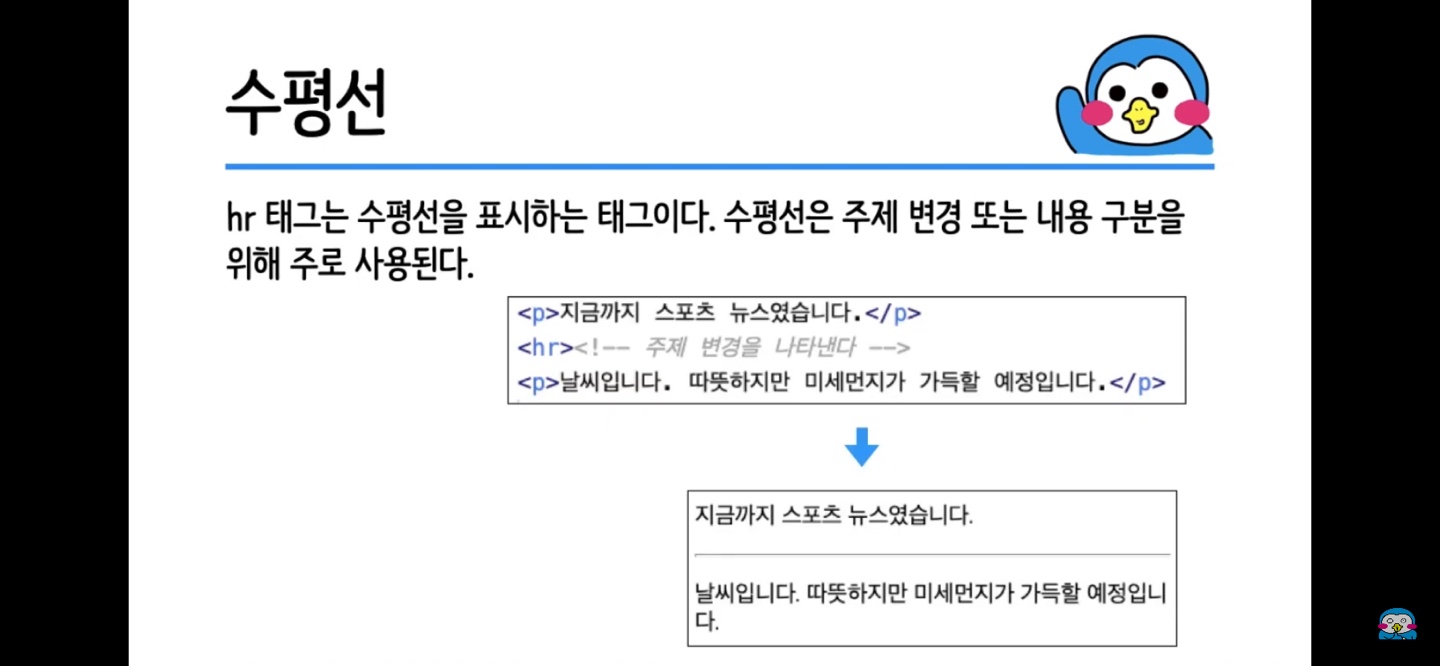 수평선
hr 태그는 수평선을 표시하는 태그이다. 수평선은 주제 변경 또는 내용 구분을
위해 주로 사용된다.
<p>지금까지 스포츠 뉴스였습니다.</p>
<hr><!-- 주제 변경을 나타낸다 -->
<p>날씨입니다. 따뜻하지만 미세먼지가 가득할 예정입니다.</p>
지금까지 스포츠 뉴스였습니다.
날씨입니다. 따뜻하지만 미세먼지가 가득할 예정입니
다.